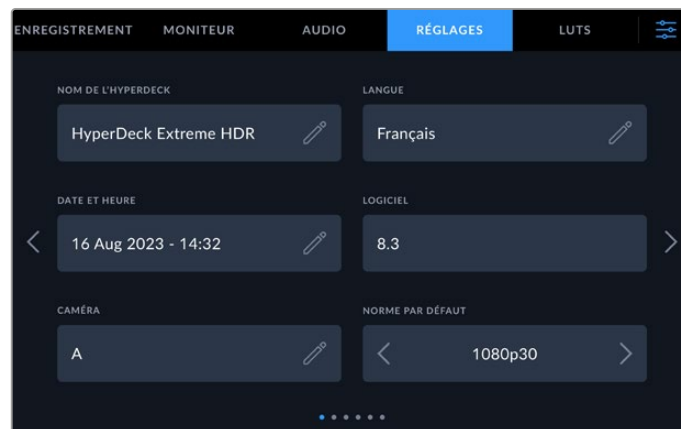 ENREGISTREMENT MONITEUR AUDIO RÉGLAGES LUTS
NOM DE L'HYPERDECK LANGUE
HyperDeck Extreme HDR Français
DATE ET HEURE LOGICIEL
16 Aug 2023 - 14:32 8.3
CAMÉRA NORME PAR DÉFAUT
A 1080p30